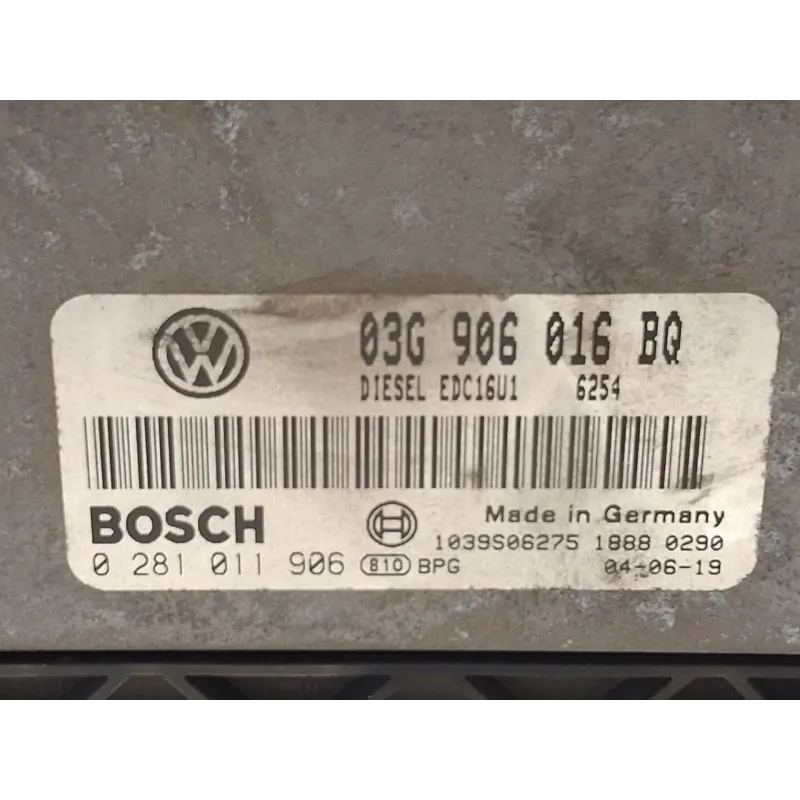 03G 906 016 BQ
DIESEL EDC16U1 6254
BOSCH
Made in Germany
1039S06275 1888 0290
0 281 011 906 810 BPG 04-06-19